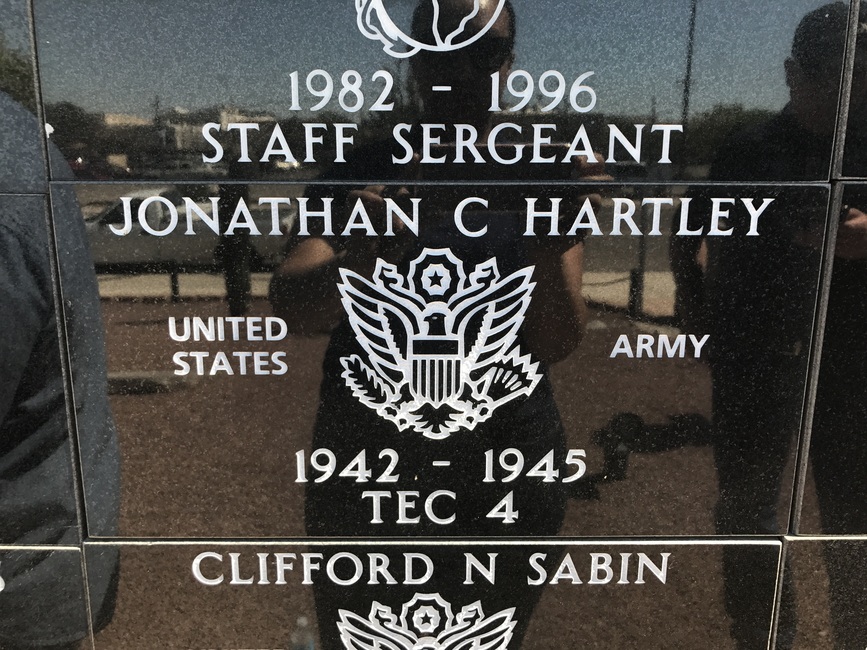 1982 - 1996
STAFF SERGEANT
JONATHAN C HARTLEY
UNITED
STATES
ARMY
1942 - 1945
TEC 4
CLIFFORD N SABIN